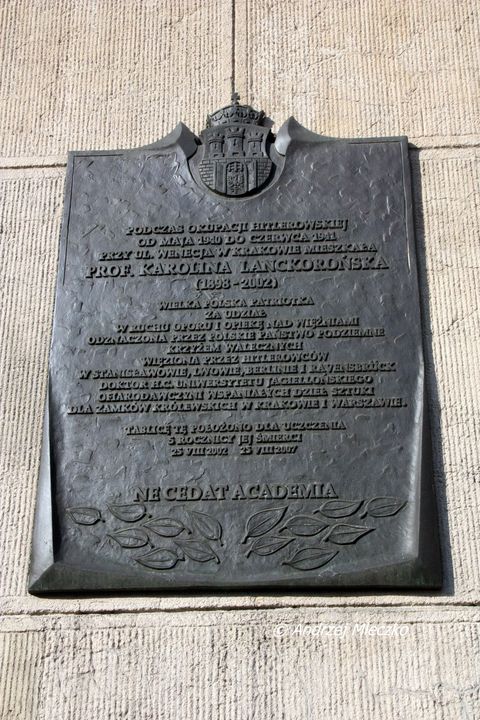 PODCZAS OKUPACJI HITLEROWSKIEJ
OD MAJA 1940 DO CZERWCA 1941
PRZY UL. WENECJA W KRAKOWIE MIESZKAŁA
PROF. KAROLINA LANCKOROŃSKA
(1898-2002)
WIELKA POLSKA PATRIOTKA
ZA UDZIAŁ
W RUCHU OPORU I OPIEKĘ NAD WIĘŹNIAMI
ODZNACZONA PRZEZ POLSKIE PAŃSTWO PODZIEMNE
KRZYŻEM WALECZNYCH
WIĘZIONA PRZEZ HITLEROWCÓW
W STANISŁAWOWIE, LWOWIE, BERLINIE I RAVENSBRÜCK
DOKTOR H.C. UNIWERSYTETU JAGIELLOŃSKIEGO
OFIARODAWCZYNI WSPANIAŁYCH DZIEŁ SZTUKI
DLA ZAMKÓW KRÓLEWSKICH W KRAKOWIE I WARSZAWIE.
TABLICĘ TĘ POŁOŻONO DLA UCZCZENIA
5 ROCZNICY JEJ ŚMIERCI
25 VIII 2002 25 VIII 2007
NE CEDAT ACADEMIA
© Andrzej Mleczko